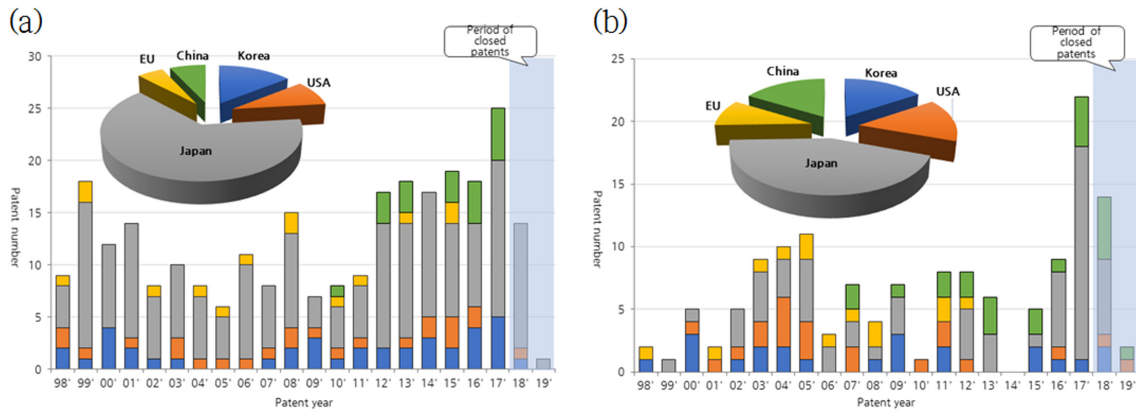 (a)
Period of
closed
patents
EU
China
Korea
USA
Japan
Patent number
30
25
20
15
10
5
0
98' 99' 00' 01' 02' 03' 04' 05' 06' 07' 08' 09' 10' 11' 12' 13' 14' 15' 16' 17' 18' 19'
Patent year
(b)
Period of
closed
patents
China
Korea
EU
USA
Japan
Patent number
25
20
15
10
5
0
98' 99' 00' 01' 02' 03' 04' 05' 06' 07' 08' 09' 10' 11' 12' 13' 14' 15' 16' 17' 18' 19'
Patent year